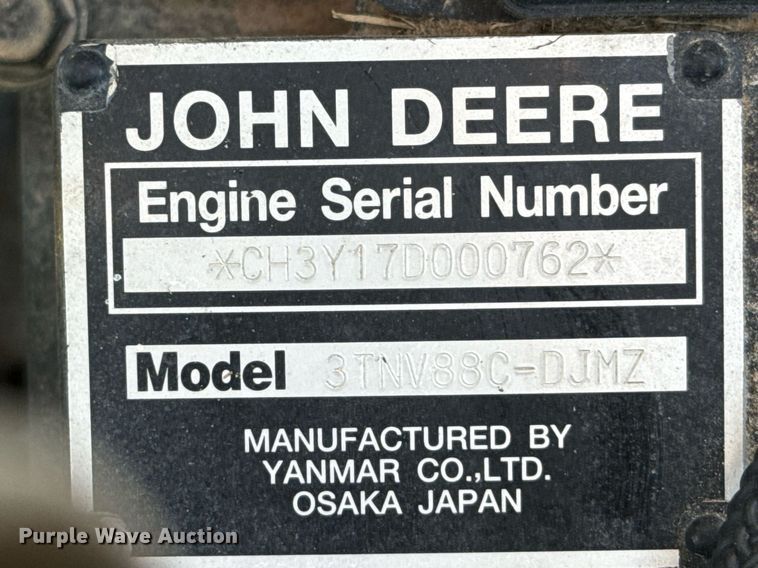 JOHN DEERE
Engine Serial Number
*CH3Y17D000762*
Model 3TNV88C-DJMZ
MANUFACTURED BY
YANMAR CO.,LTD.
OSAKA JAPAN
Purple Wave Auction